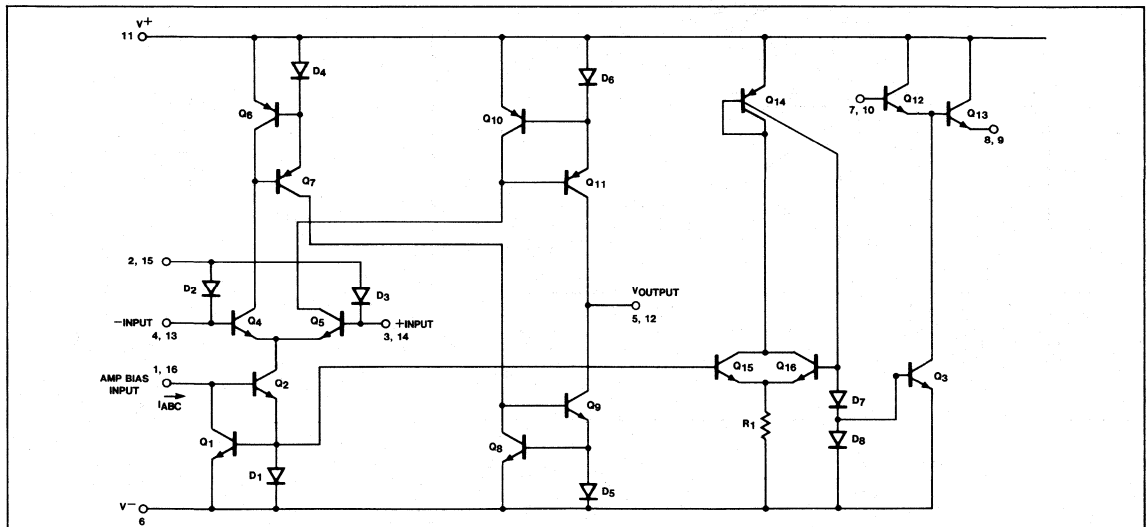 V+
11
D4
D6
Q6
Q10
Q14
Q12
Q13
7, 10
8, 9
Q7
Q11
2, 15
D2
D3
VOUTPUT
5, 12
−INPUT
4, 13
Q4
Q5
+INPUT
3, 14
1, 16
AMP BIAS
INPUT
IABC
Q2
Q15
Q16
Q3
D7
Q9
R1
D8
Q1
D1
Q8
D5
V−
6